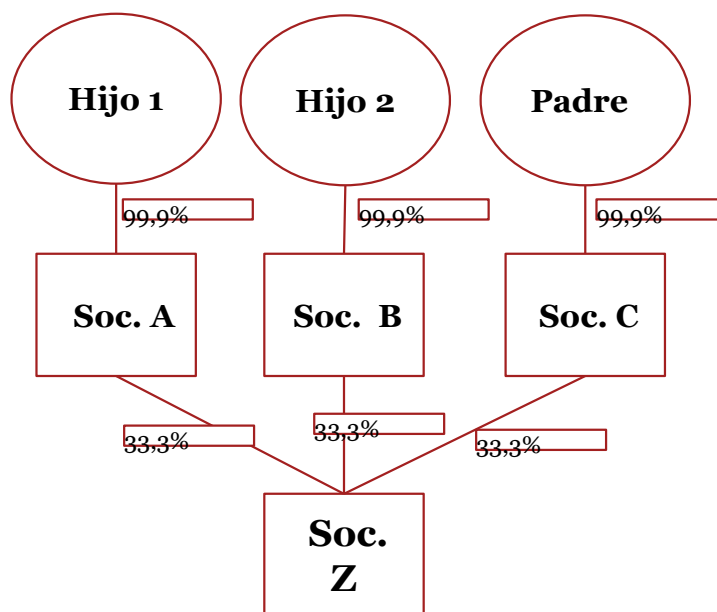 Hijo 1
Hijo 2
Padre
99,9%
99,9%
99,9%
Soc. A
Soc. B
Soc. C
33,3%
33,3%
33,3%
Soc.
Z